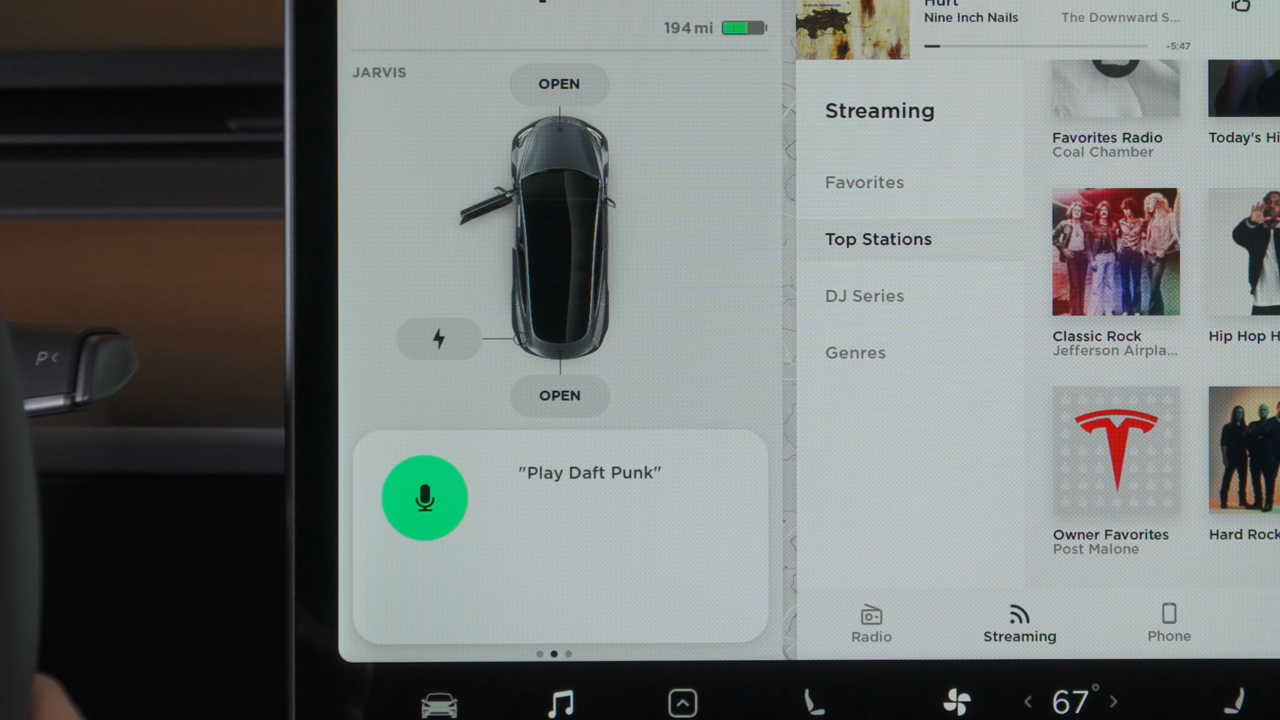 194 mi
JARVIS
OPEN
OPEN
"Play Daft Punk"
Hurt
Nine Inch Nails
The Downward S...
-5:47
Streaming
Favorites
Top Stations
DJ Series
Genres
Favorites Radio
Coal Chamber
Today's Hi
Classic Rock
Jefferson Airpla...
Hip Hop H
Owner Favorites
Post Malone
Hard Rock
Radio
Streaming
Phone
P<
< 67° >